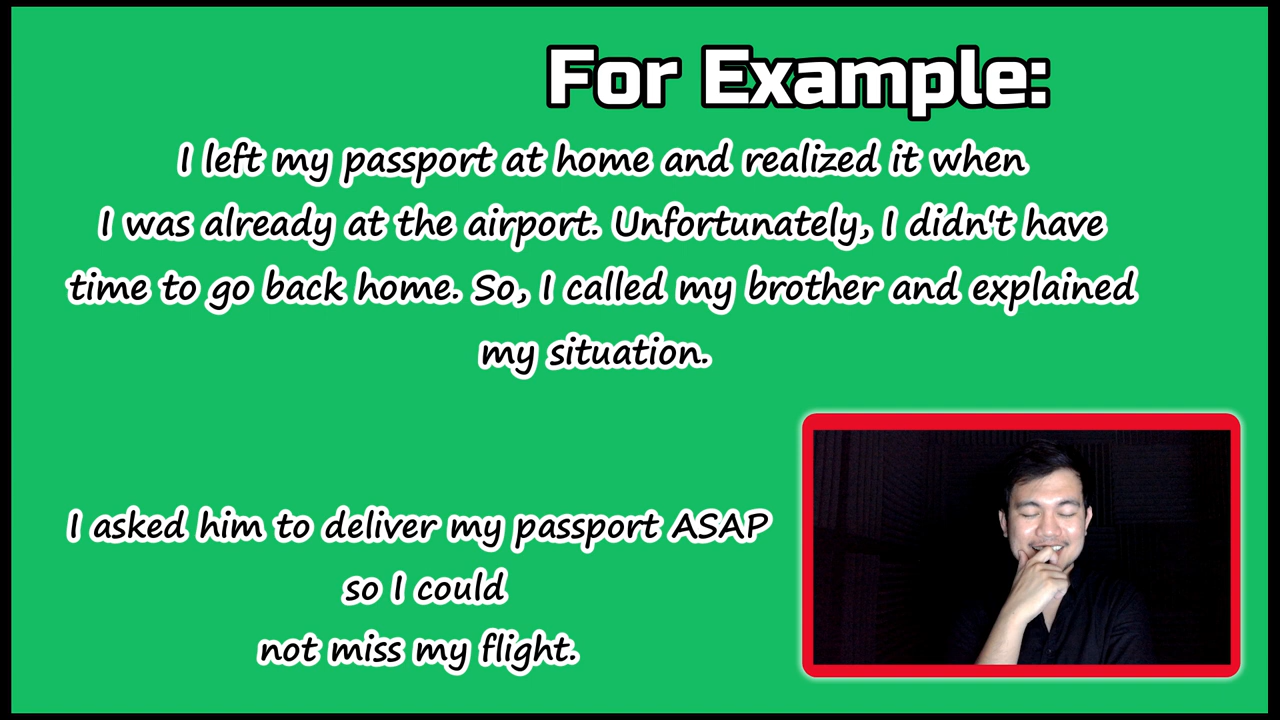 For Example:
I left my passport at home and realized it when
I was already at the airport. Unfortunately, I didn't have
time to go back home. So, I called my brother and explained
my situation.
I asked him to deliver my passport ASAP
so I could
not miss my flight.